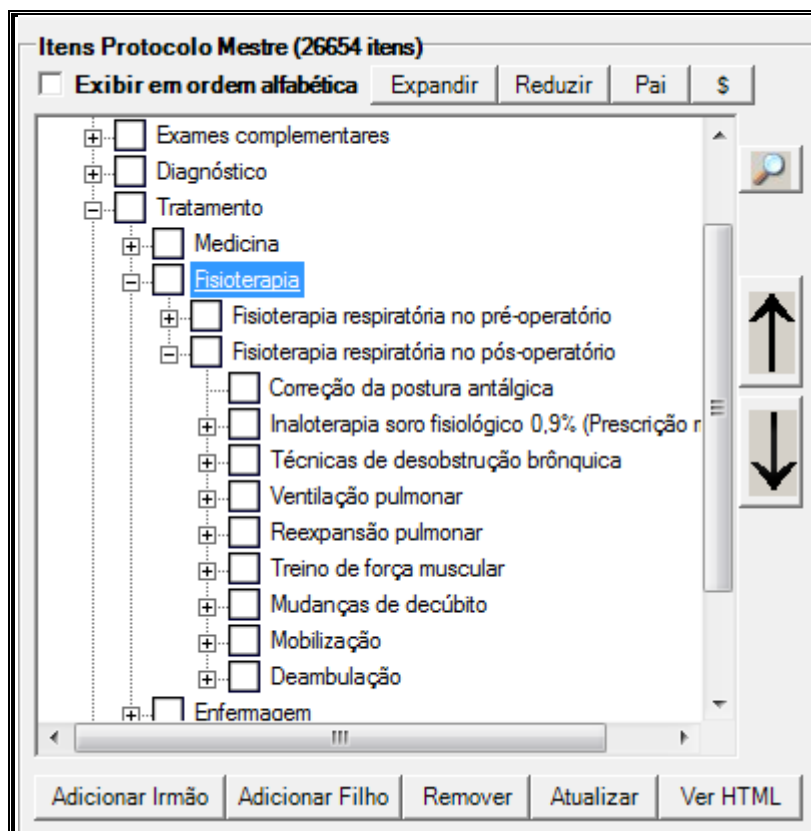 Itens Protocolo Mestre (26654 itens)
Exibir em ordem alfabética Expandir Reduzir Pai $
Exames complementares
Diagnóstico
Tratamento
Medicina
Fisioterapia
Fisioterapia respiratória no pré-operatório
Fisioterapia respiratória no pós-operatório
Correção da postura antálgica
Inaloterapia soro fisiológico 0,9% (Prescrição
Técnicas de desobstrução brônquica
Ventilação pulmonar
Reexpansão pulmonar
Treino de força muscular
Mudanças de decúbito
Mobilização
Deambulação
Enfermagem
Adicionar Irmão Adicionar Filho Remover Atualizar Ver HTML